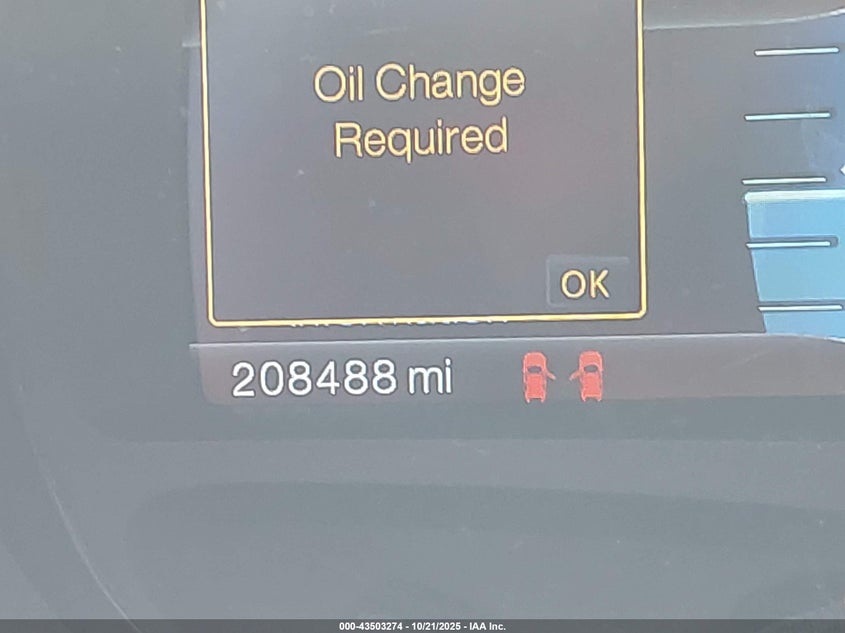 Oil Change
Required
OK
208488 mi
000-43503274 - 10/21/2025 - IAA Inc.